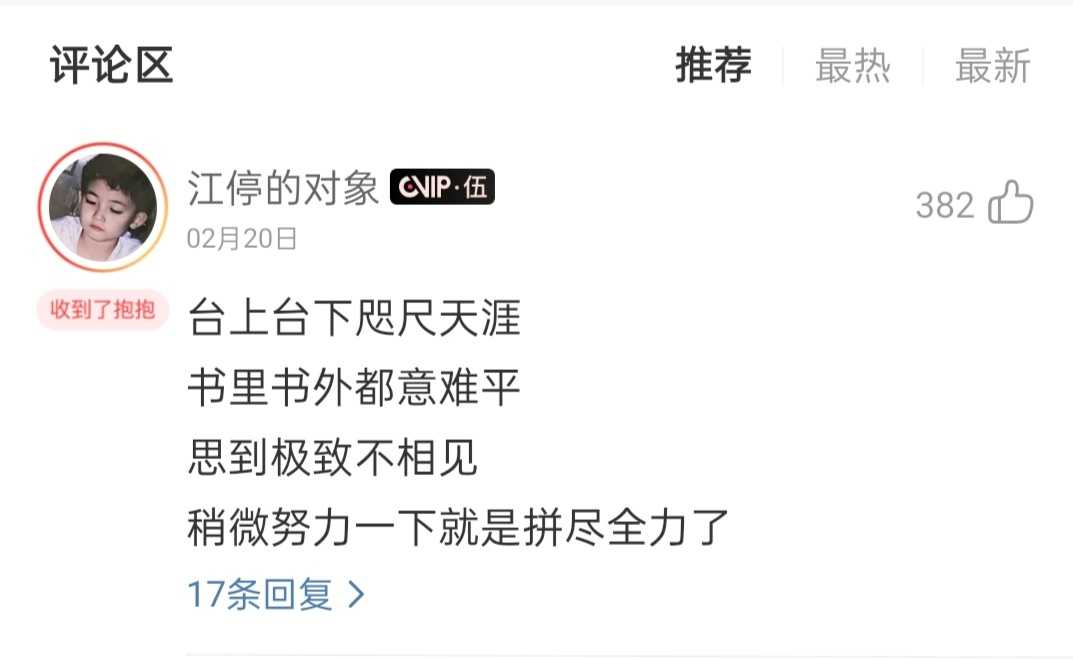 评论区
推荐 最热 最新
江停的对象 VIP·伍
382
02月20日
收到了抱抱
台上台下咫尺天涯
书里书外都意难平
思到极致不相见
稍微努力一下就是拼尽全力了
17条回复